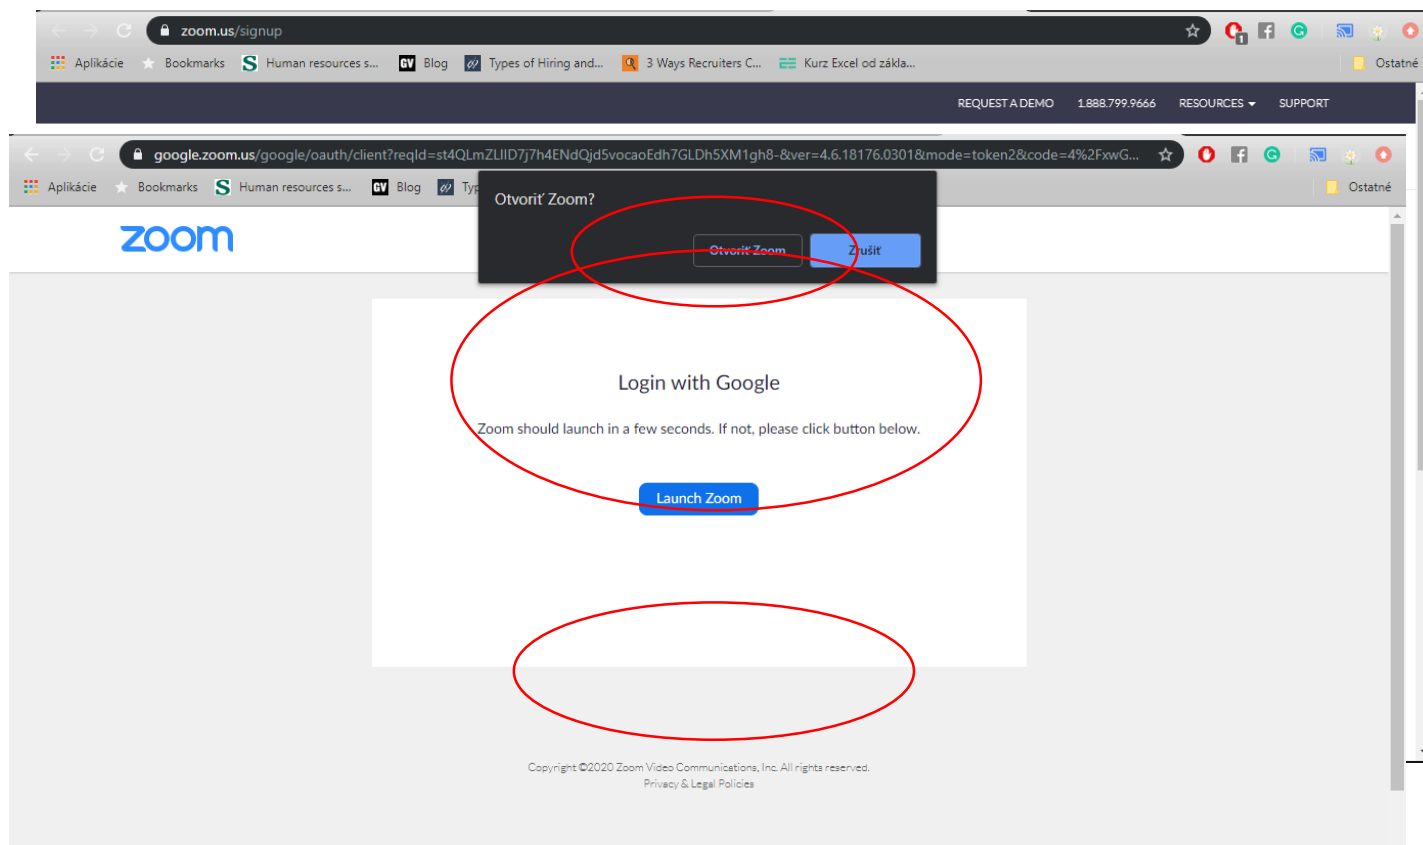 zoom.us/signup
Aplikácie Bookmarks S Human resources s... GV Blog Types of Hiring and... 3 Ways Recruiters C... Kurz Excel od zákla... Ostatné
REQUEST A DEMO 1.888.799.9666 RESOURCES SUPPORT
google.zoom.us/google/oauth/client?reqId=st4QLmZLIID7j7h4ENdQjd5vocaoEdh7GLDh5XM1gh8-&ver=4.6.18176.0301&mode=token2&code=4%2FxwG...
Aplikácie Bookmarks S Human resources s... GV Blog Typ Ostatné
Otvoriť Zoom?
Otvoriť Zoom Zrušiť
zoom
Login with Google
Zoom should launch in a few seconds. If not, please click button below.
Launch Zoom
Copyright ©2020 Zoom Video Communications, Inc. All rights reserved.
Privacy & Legal Policies